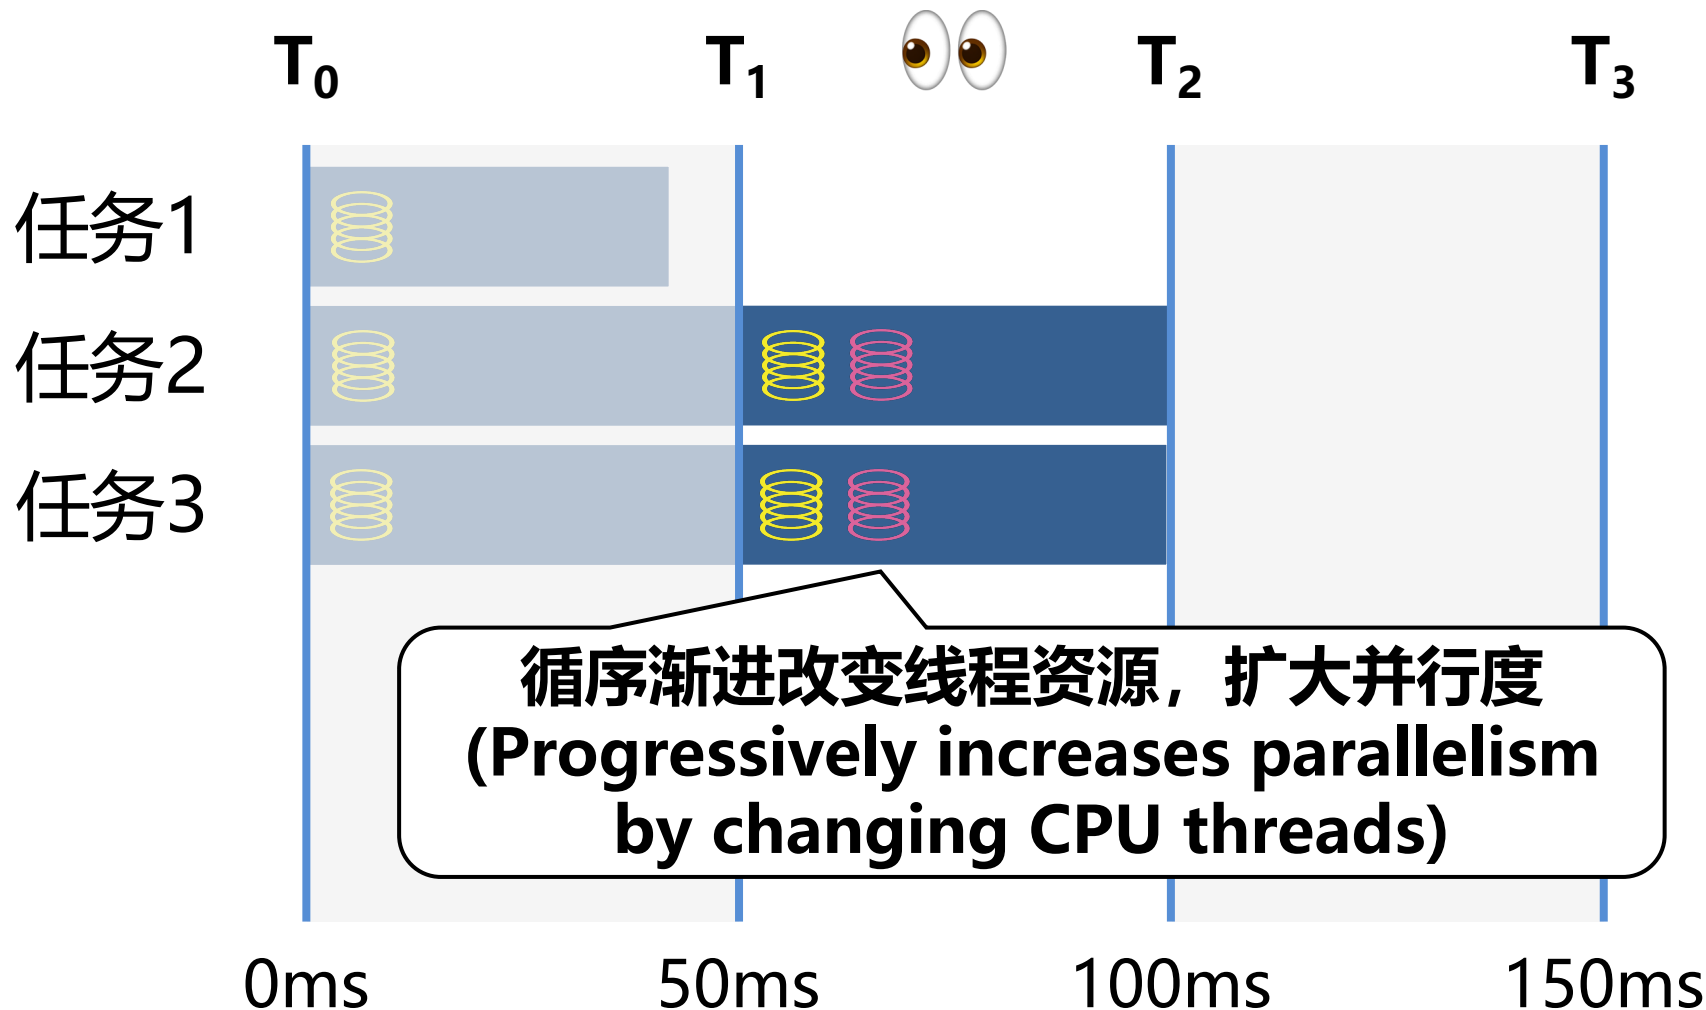 T0 T1 T2 T3
任务1
任务2
任务3
循序渐进改变线程资源，扩大并行度
(Progressively increases parallelism
by changing CPU threads)
0ms 50ms 100ms 150ms